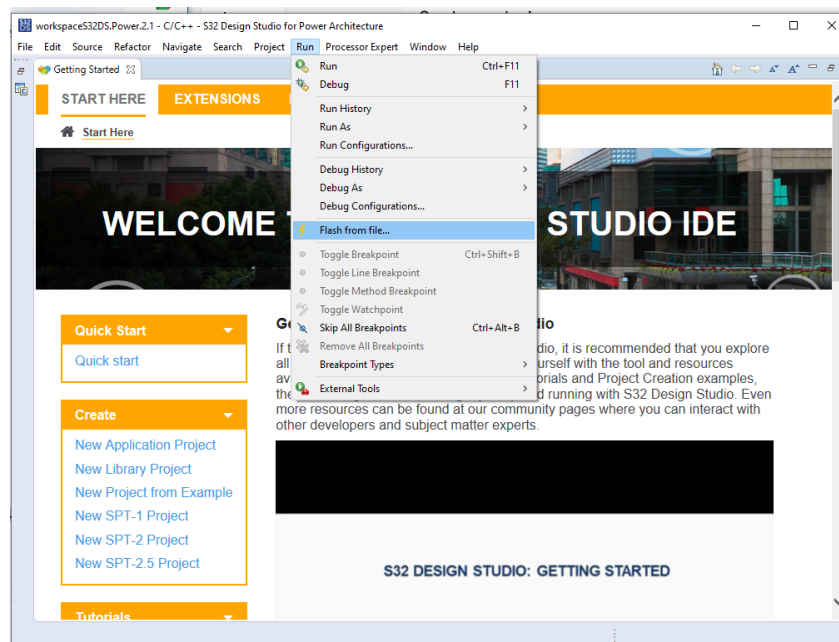 workspaceS32DS.Power.2.1 - C/C++ - S32 Design Studio for Power Architecture
File Edit Source Refactor Navigate Search Project Run Processor Expert Window Help
Getting Started
START HERE EXTENSIONS
Start Here
WELCOME STUDIO IDE
Run Ctrl+F11
Debug F11
Run History
Run As
Run Configurations...
Debug History
Debug As
Debug Configurations...
Flash from file...
Toggle Breakpoint Ctrl+Shift+B
Toggle Line Breakpoint
Toggle Method Breakpoint
Toggle Watchpoint
Skip All Breakpoints Ctrl+Alt+B
Remove All Breakpoints
Breakpoint Types
External Tools
Quick Start
Quick start
Create
New Application Project
New Library Project
New Project from Example
New SPT-1 Project
New SPT-2 Project
New SPT-2.5 Project
Tutorials
dio, it is recommended that you explore
all urself with the tool and resources
orials and Project Creation examples,
running with S32 Design Studio. Even
more resources can be found at our community pages where you can interact with
other developers and subject matter experts.
S32 DESIGN STUDIO: GETTING STARTED